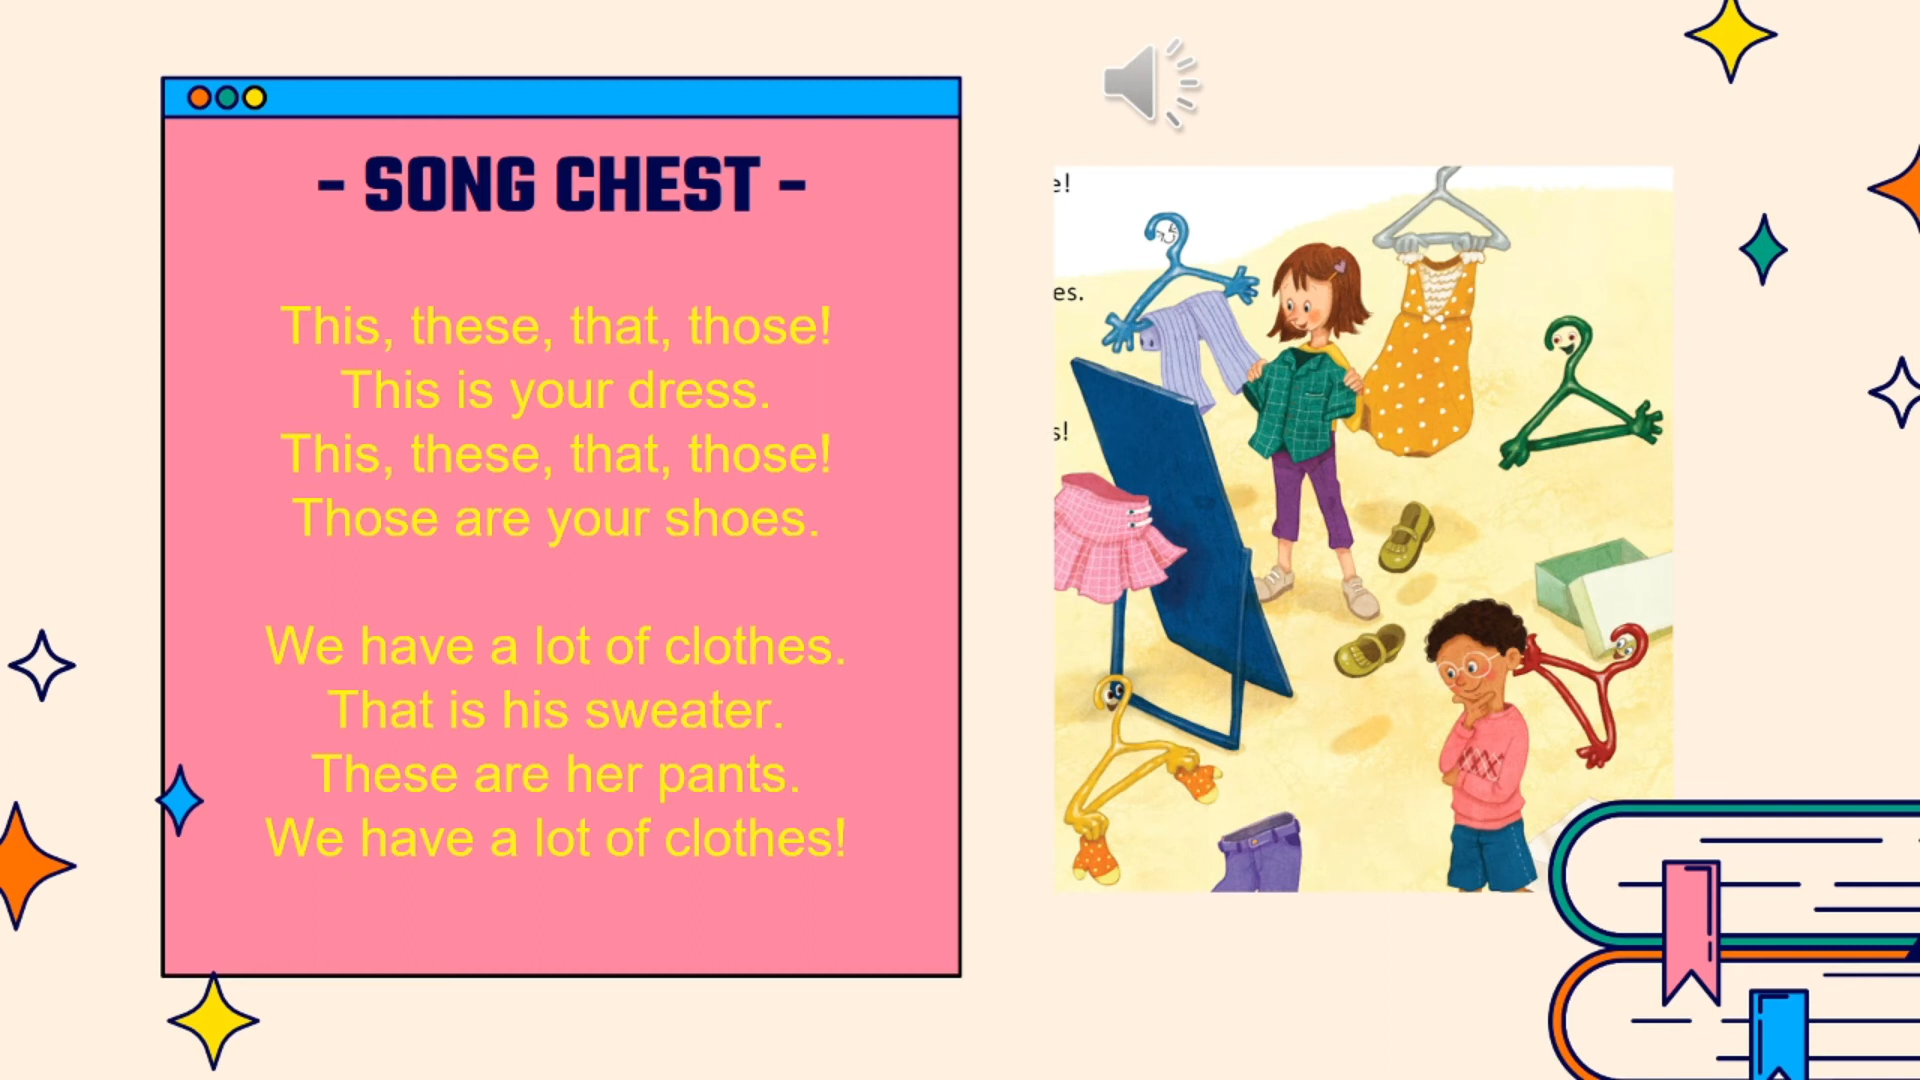 - SONG CHEST -
This, these, that, those!
This is your dress.
This, these, that, those!
Those are your shoes.
We have a lot of clothes.
That is his sweater.
These are her pants.
We have a lot of clothes!
e!
es.
s!